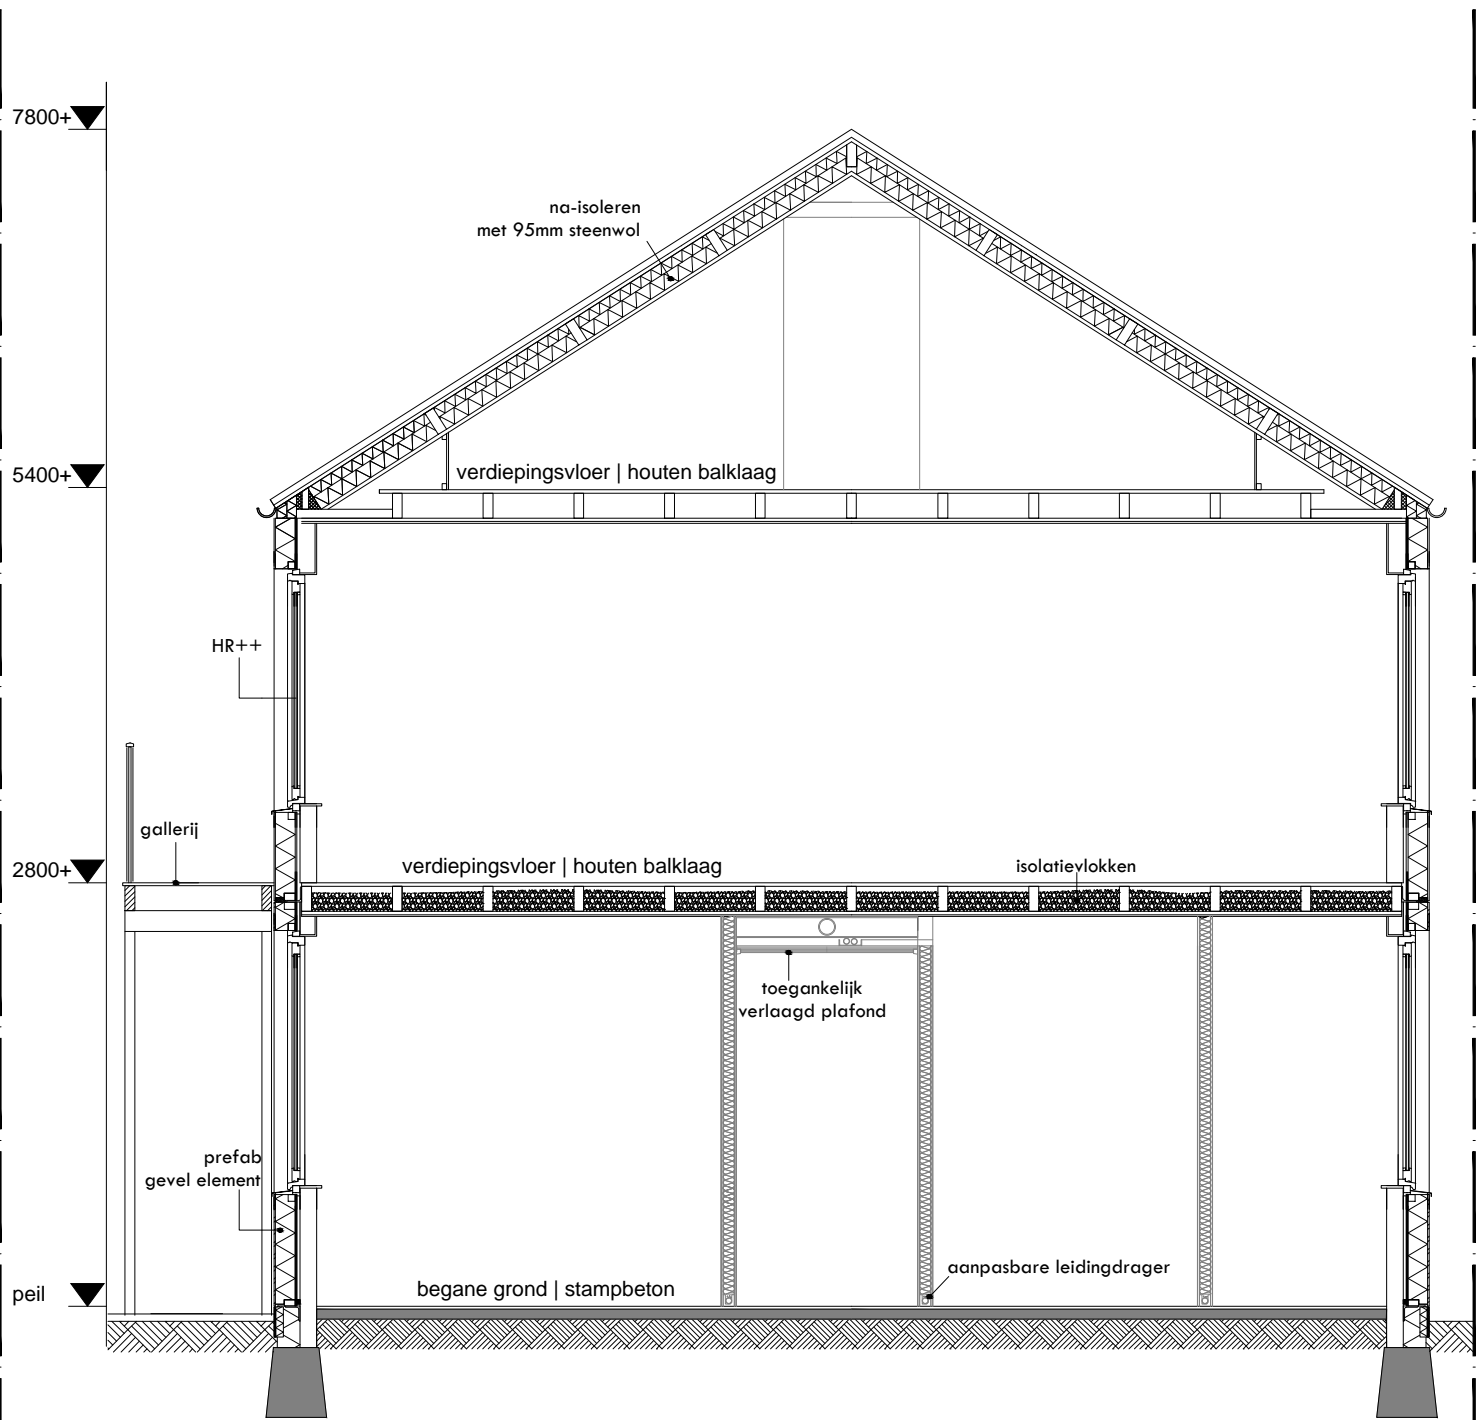 7800+
na-isoleren
met 95mm steenwol
5400+
verdiepingsvloer | houten balklaag
HR++
gallerij
2800+
verdiepingsvloer | houten balklaag
isolatievlokken
toegankelijk
verlaagd plafond
prefab
gevel element
aanpasbare leidingdrager
peil
begane grond | stampbeton